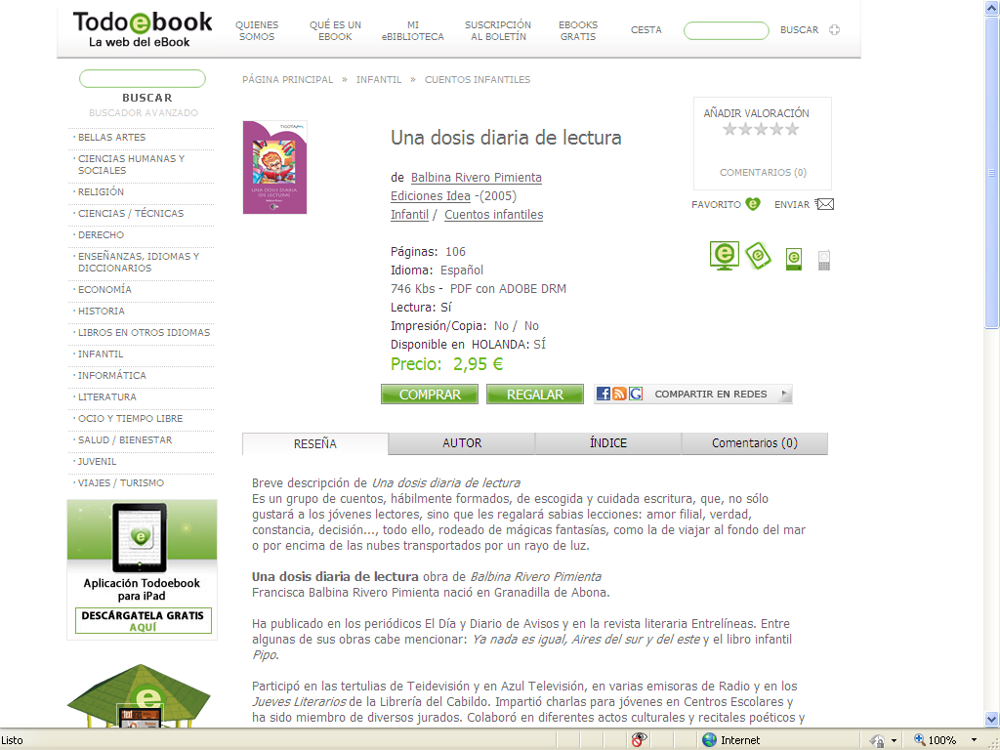 Todoebook
La web del eBook
QUIENES SOMOS
QUÉ ES UN EBOOK
MI eBIBLIOTECA
SUSCRIPCIÓN AL BOLETÍN
EBOOKS GRATIS
CESTA
BUSCAR
BUSCAR
BUSCADOR AVANZADO
· BELLAS ARTES
· CIENCIAS HUMANAS Y
SOCIALES
· RELIGIÓN
· CIENCIAS / TÉCNICAS
· DERECHO
· ENSEÑANZAS, IDIOMAS Y
DICCIONARIOS
· ECONOMÍA
· HISTORIA
· LIBROS EN OTROS IDIOMAS
· INFANTIL
· INFORMÁTICA
· LITERATURA
· OCIO Y TIEMPO LIBRE
· SALUD / BIENESTAR
· JUVENIL
· VIAJES / TURISMO
Aplicación Todoebook
para iPad
DESCÁRGATELA GRATIS
AQUÍ
PÁGINA PRINCIPAL » INFANTIL » CUENTOS INFANTILES
UNA DOSIS DIARIA
(DE LECTURA)
Una dosis diaria de lectura
de Balbina Rivero Pimienta
Ediciones Idea -(2005)
Infantil / Cuentos infantiles
Páginas: 106
Idioma: Español
746 Kbs - PDF con ADOBE DRM
Lectura: Sí
Impresión/Copia: No / No
Disponible en HOLANDA: SÍ
Precio: 2,95 €
COMPRAR
REGALAR
COMPARTIR EN REDES
AÑADIR VALORACIÓN
COMENTARIOS (0)
FAVORITO
ENVIAR
RESEÑA
AUTOR
ÍNDICE
Comentarios (0)
Breve descripción de Una dosis diaria de lectura
Es un grupo de cuentos, hábilmente formados, de escogida y cuidada escritura, que, no sólo
gustará a los jóvenes lectores, sino que les regalará sabias lecciones: amor filial, verdad,
constancia, decisión..., todo ello, rodeado de mágicas fantasías, como la de viajar al fondo del mar
o por encima de las nubes transportados por un rayo de luz.
Una dosis diaria de lectura obra de Balbina Rivero Pimienta
Francisca Balbina Rivero Pimienta nació en Granadilla de Abona.
Ha publicado en los periódicos El Día y Diario de Avisos y en la revista literaria Entrelíneas. Entre
algunas de sus obras cabe mencionar: Ya nada es igual, Aires del sur y del este y el libro infantil
Pipo.
Participó en las tertulias de Teidevisión y en Azul Televisión, en varias emisoras de Radio y en los
Jueves Literarios de la Librería del Cabildo. Impartió charlas para jóvenes en Centros Escolares y
ha sido miembro de diversos jurados. Colaboró en diferentes actos culturales y recitales poéticos y
Listo
Internet
100%